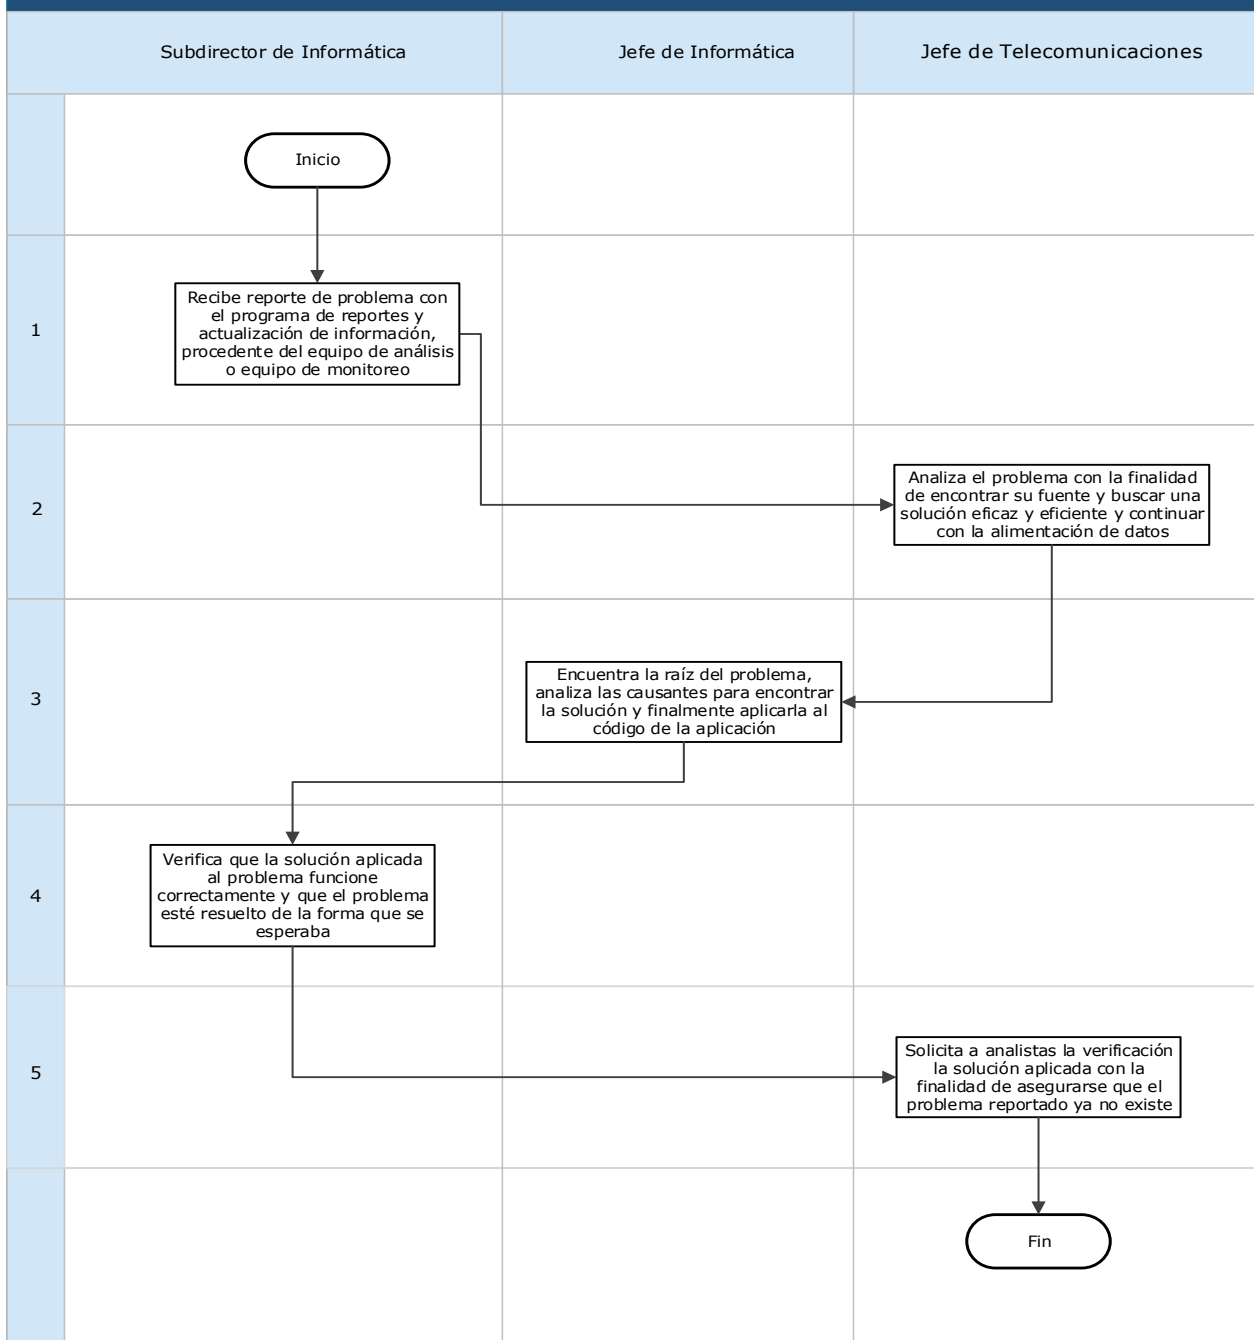 Subdirector de Informática
Jefe de Informática
Jefe de Telecomunicaciones
Inicio
1
Recibe reporte de problema con
el programa de reportes y
actualización de información,
procedente del equipo de análisis
o equipo de monitoreo
2
Analiza el problema con la finalidad
de encontrar su fuente y buscar una
solución eficaz y eficiente y continuar
con la alimentación de datos
3
Encuentra la raíz del problema,
analiza las causantes para encontrar
la solución y finalmente aplicarla al
código de la aplicación
4
Verifica que la solución aplicada
al problema funcione
correctamente y que el problema
esté resuelto de la forma que se
esperaba
5
Solicita a analistas la verificación
la solución aplicada con la
finalidad de asegurarse que el
problema reportado ya no existe
Fin